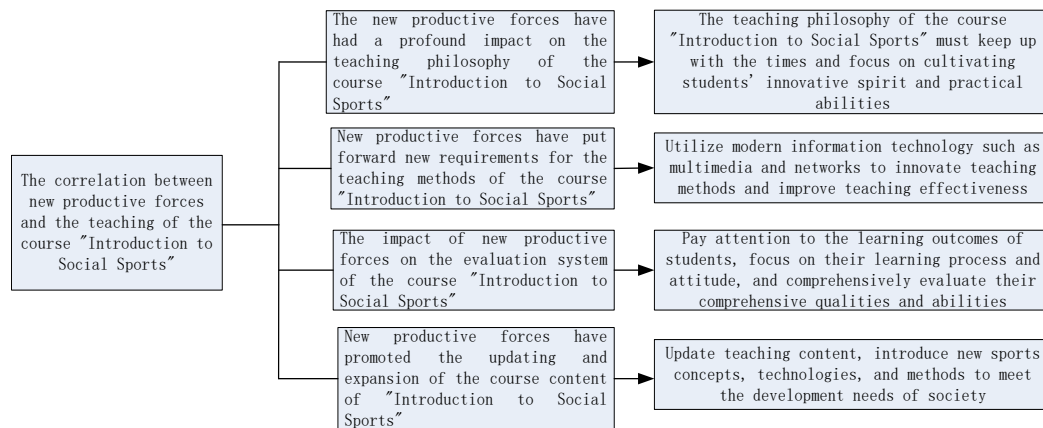 The correlation between
new productive forces
and the teaching of the
course "Introduction to
Social Sports"
The new productive forces have
had a profound impact on the
teaching philosophy of the
course "Introduction to Social
Sports"
The teaching philosophy of the course
"Introduction to Social Sports" must keep up
with the times and focus on cultivating
students' innovative spirit and practical
abilities
New productive forces have put
forward new requirements for the
teaching methods of the course
"Introduction to Social Sports"
Utilize modern information technology such as
multimedia and networks to innovate teaching
methods and improve teaching effectiveness
The impact of new productive
forces on the evaluation system
of the course "Introduction to
Social Sports"
Pay attention to the learning outcomes of
students, focus on their learning process and
attitude, and comprehensively evaluate their
comprehensive qualities and abilities
New productive forces have
promoted the updating and
expansion of the course content
of "Introduction to Social
Sports"
Update teaching content, introduce new sports
concepts, technologies, and methods to meet
the development needs of society